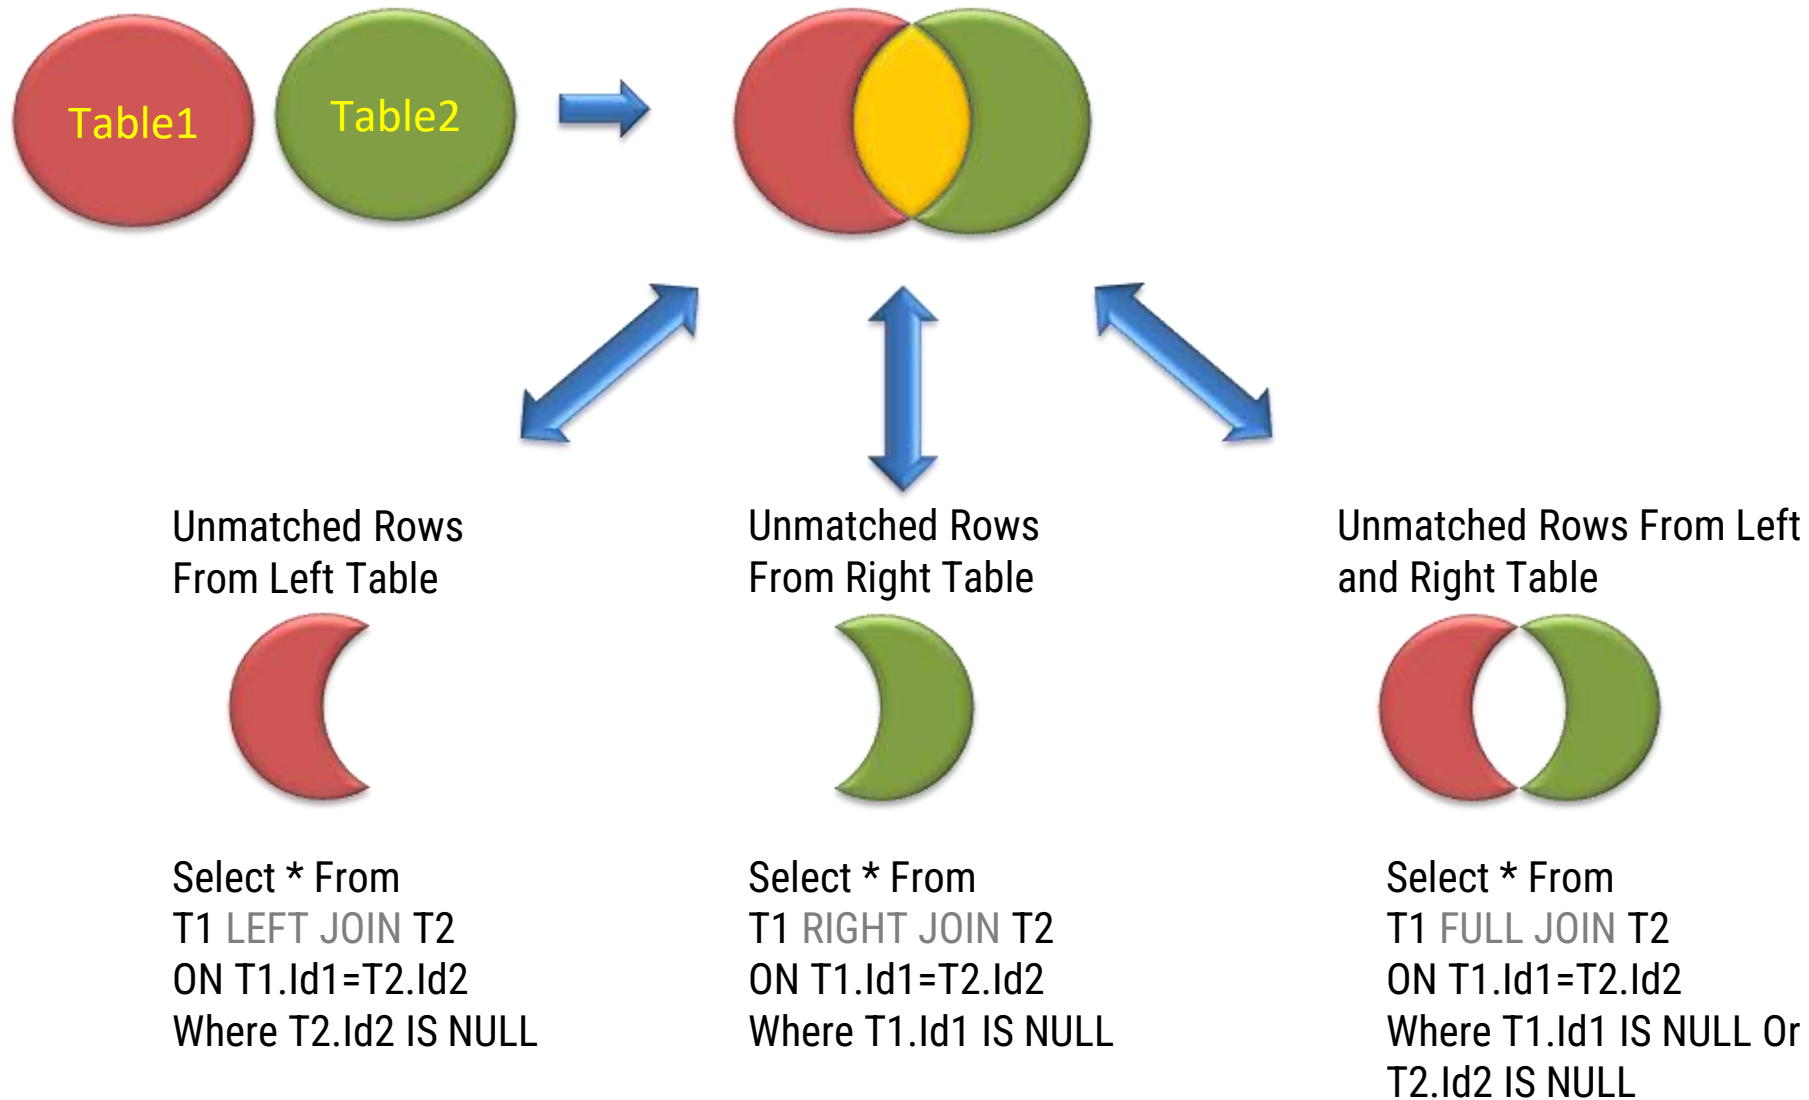 Table1
Table2
Unmatched Rows
From Left Table
Unmatched Rows
From Right Table
Unmatched Rows From Left
and Right Table
Select * From
T1 LEFT JOIN T2
ON T1.Id1=T2.Id2
Where T2.Id2 IS NULL
Select * From
T1 RIGHT JOIN T2
ON T1.Id1=T2.Id2
Where T1.Id1 IS NULL
Select * From
T1 FULL JOIN T2
ON T1.Id1=T2.Id2
Where T1.Id1 IS NULL Or
T2.Id2 IS NULL